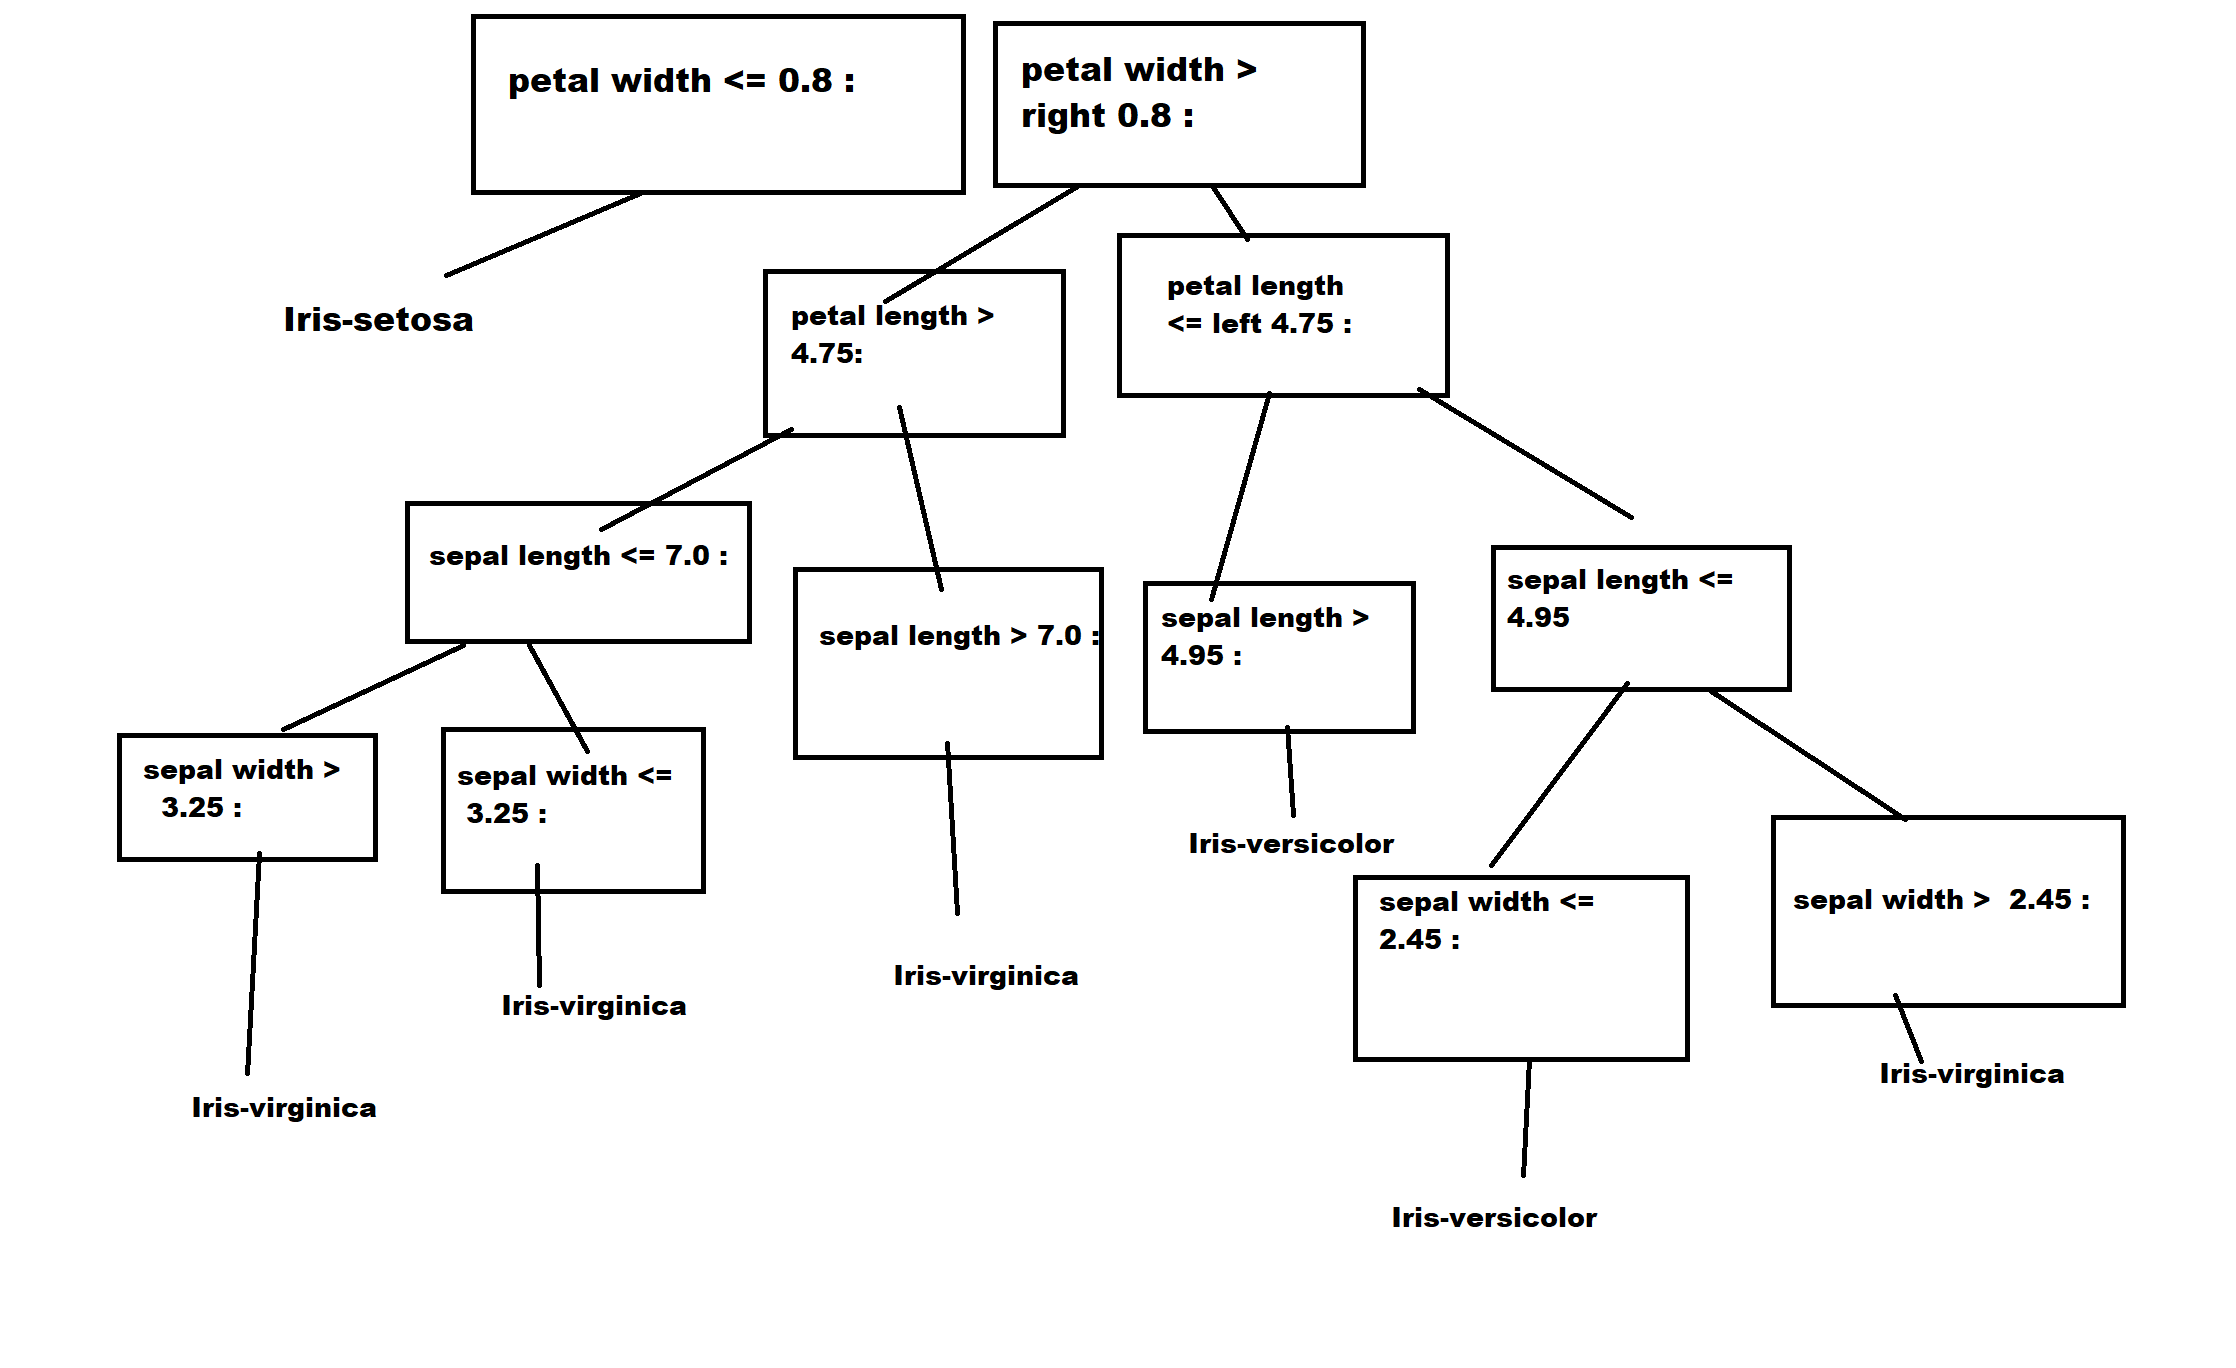 petal width <= 0.8 :
petal width >
right 0.8 :
Iris-setosa
petal length >
4.75:
petal length
<= left 4.75 :
sepal length <= 7.0 :
sepal length > 7.0 :
sepal length >
4.95 :
sepal length <=
4.95
sepal width >
3.25 :
sepal width <=
3.25 :
Iris-versicolor
sepal width <=
2.45 :
sepal width >  2.45 :
Iris-virginica
Iris-virginica
Iris-virginica
Iris-virginica
Iris-versicolor